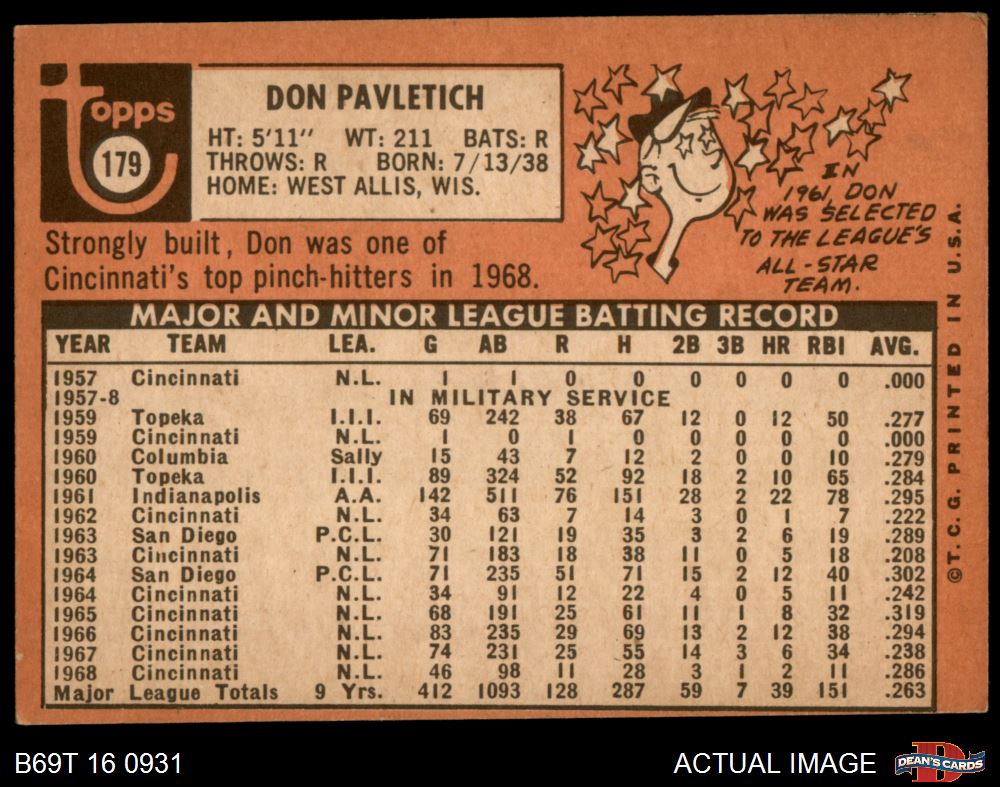 Topps
179
DON PAVLETICH
HT: 5'11" WT: 211 BATS: R
THROWS: R BORN: 7/13/38
HOME: WEST ALLIS, WIS.
Strongly built, Don was one of
Cincinnati's top pinch-hitters in 1968.
IN
1961, DON
WAS SELECTED
TO THE LEAGUE'S
ALL-STAR
TEAM.
MAJOR AND MINOR LEAGUE BATTING RECORD
YEAR TEAM LEA. G AB R H 2B 3B HR RBI AVG.
1957 Cincinnati N.L. 1 1 0 0 0 0 0 0 .000
1957-8 IN MILITARY SERVICE
1959 Topeka I.I.I. 69 242 38 67 12 0 12 50 .277
1959 Cincinnati N.L. 1 0 1 0 0 0 0 0 .000
1960 Columbia Sally 15 43 7 12 2 0 0 10 .279
1960 Topeka I.I.I. 89 324 52 92 18 2 10 65 .284
1961 Indianapolis A.A. 142 511 76 151 28 2 22 78 .295
1962 Cincinnati N.L. 34 63 7 14 3 0 1 7 .222
1963 San Diego P.C.L. 30 121 19 35 3 2 6 19 .289
1963 Cincinnati N.L. 71 183 18 38 11 0 5 18 .208
1964 San Diego P.C.L. 71 235 51 71 15 2 12 40 .302
1964 Cincinnati N.L. 34 91 12 22 4 0 5 11 .242
1965 Cincinnati N.L. 68 191 25 61 11 1 8 32 .319
1966 Cincinnati N.L. 83 235 29 69 13 2 12 38 .294
1967 Cincinnati N.L. 74 231 25 55 14 3 6 34 .238
1968 Cincinnati N.L. 46 98 11 28 3 1 2 11 .286
Major League Totals 9 Yrs. 412 1093 128 287 59 7 39 151 .263
©T.C.G. PRINTED IN U.S.A.
B69T 16 0931
ACTUAL IMAGE
D
DEAN'S CARDS